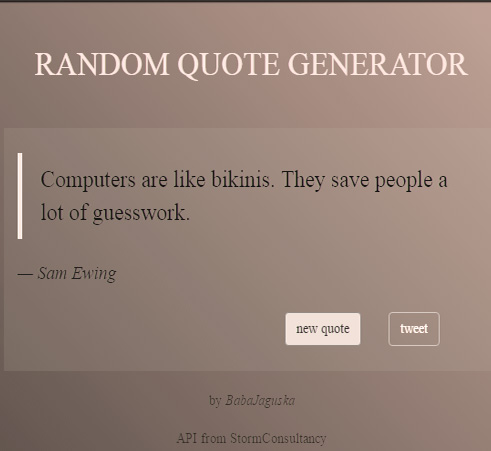 RANDOM QUOTE GENERATOR
Computers are like bikinis. They save people a
lot of guesswork.
— Sam Ewing
new quote
tweet
by BabaJaguska
API from StormConsultancy